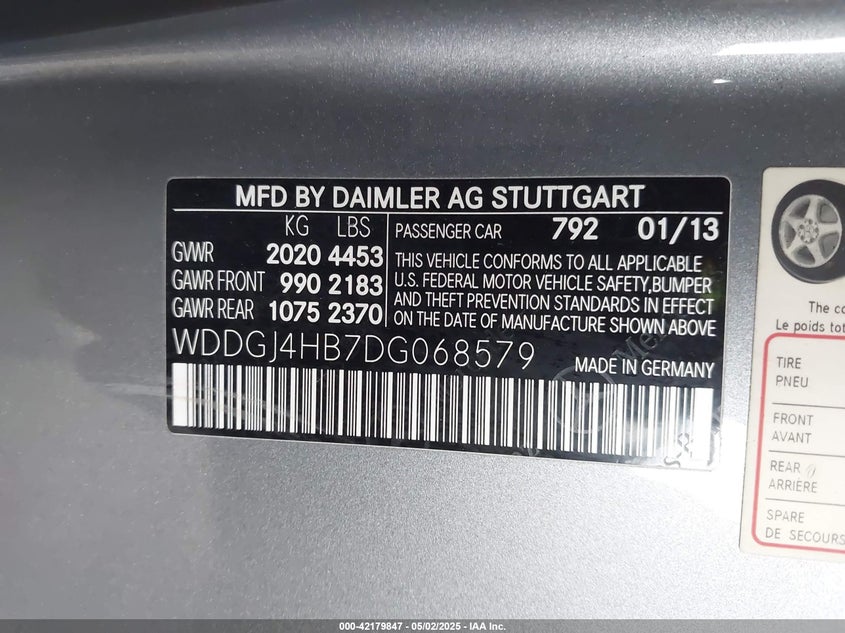 MFD BY DAIMLER AG STUTTGART
KG LBS
GVWR 2020 4453
GAWR FRONT 990 2183
GAWR REAR 1075 2370
PASSENGER CAR 792 01/13
THIS VEHICLE CONFORMS TO ALL APPLICABLE
U.S. FEDERAL MOTOR VEHICLE SAFETY,BUMPER
AND THEFT PREVENTION STANDARDS IN EFFECT
ON THE DATE OF MANUFACTURE SHOWN ABOVE
WDDGJ4HB7DG068579
MADE IN GERMANY
The co
Le poids tot
TIRE
PNEU
FRONT
AVANT
REAR
ARRIÈRE
SPARE
DE SECOURS
000-42179847 - 05/02/2025 - IAA Inc.